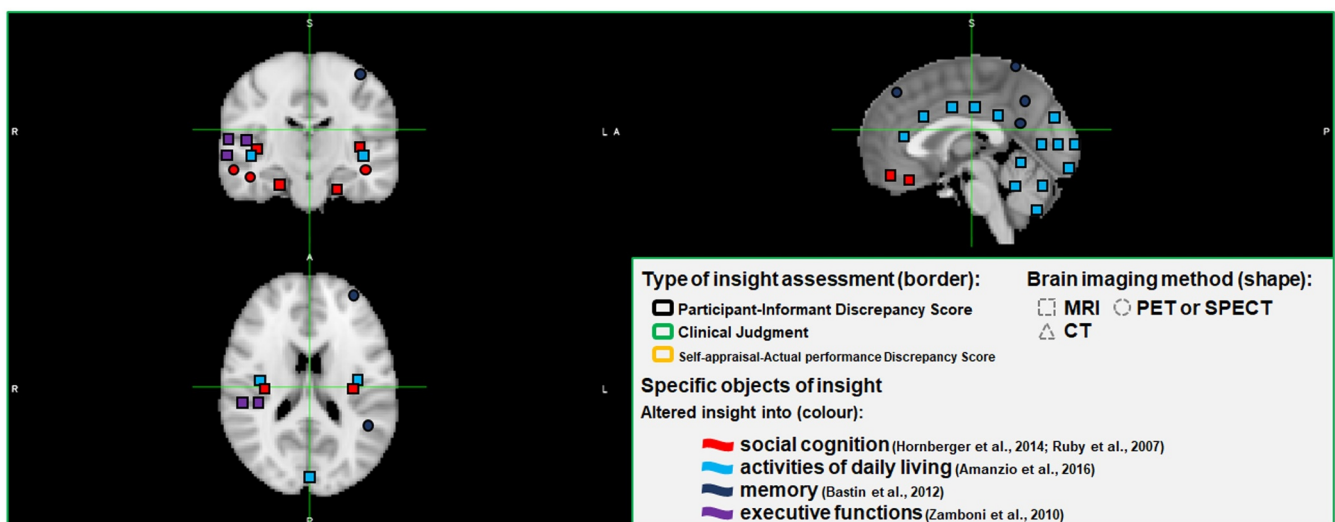 S
S
R
L
A
P
A
Type of insight assessment (border):
Participant-Informant Discrepancy Score
Clinical Judgment
Self-appraisal-Actual performance Discrepancy Score
Brain imaging method (shape):
MRI
PET or SPECT
CT
R
L
Specific objects of insight
Altered insight into (colour):
social cognition (Hornberger et al., 2014; Ruby et al., 2007)
activities of daily living (Amanzio et al., 2016)
memory (Bastin et al., 2012)
executive functions (Zamboni et al., 2010)